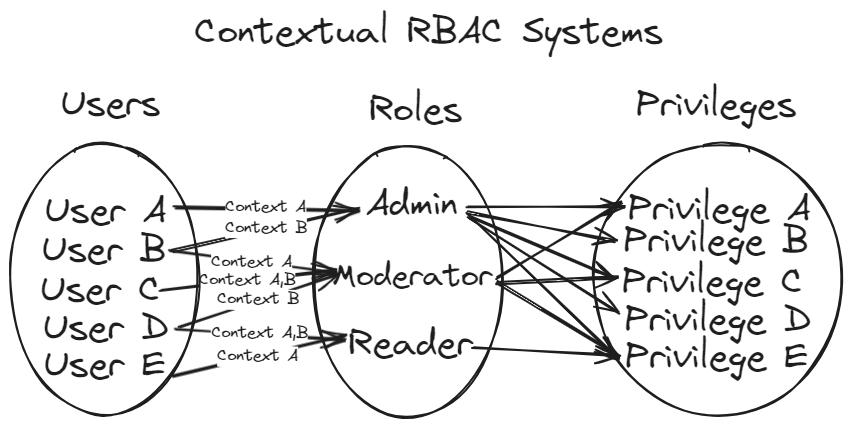 Contextual RBAC Systems
Users
Roles
Privileges
User A
User B
User C
User D
User E
Context A
Context B
Context A
Context A,B
Context B
Context A,B
Context A
Admin
Moderator
Reader
Privilege A
Privilege B
Privilege C
Privilege D
Privilege E